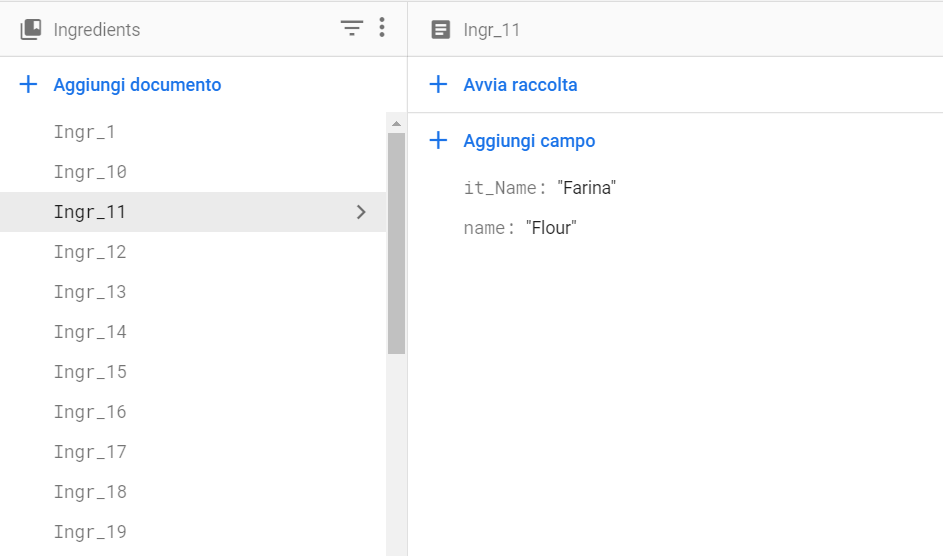 Ingredients
Aggiungi documento
Ingr_1
Ingr_10
Ingr_11
Ingr_12
Ingr_13
Ingr_14
Ingr_15
Ingr_16
Ingr_17
Ingr_18
Ingr_19
Ingr_11
Avvia raccolta
Aggiungi campo
it_Name: "Farina"
name: "Flour"